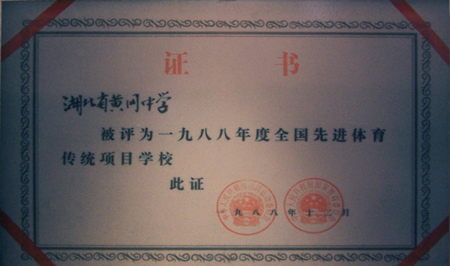 证 书
湖北省黄冈中学
被评为一九八八年度全国先进体育
传统项目学校
此证
一九八八年十二月